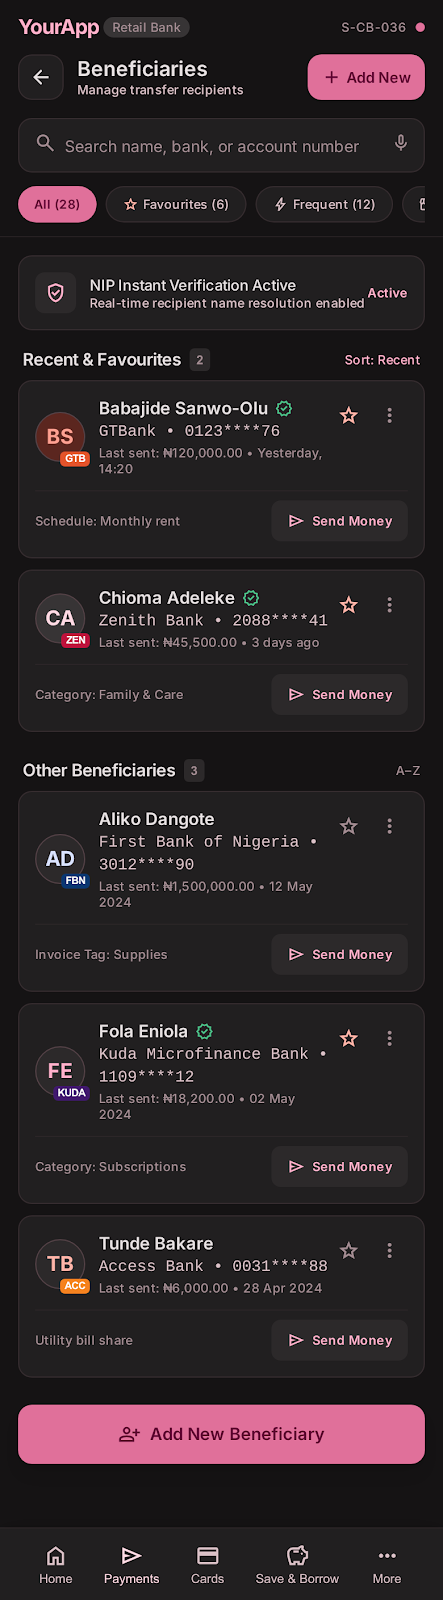 YourApp Retail Bank S-CB-036
Beneficiaries
Manage transfer recipients
Add New
Search name, bank, or account number
All (28) Favourites (6) Frequent (12)
NIP Instant Verification Active
Real-time recipient name resolution enabled Active
Recent & Favourites 2 Sort: Recent
Babajide Sanwo-Olu
BS
GTB
GTBank • 0123****76
Last sent: ₦120,000.00 • Yesterday,
14:20
Schedule: Monthly rent Send Money
Chioma Adeleke
CA
ZEN
Zenith Bank • 2088****41
Last sent: ₦45,500.00 • 3 days ago
Category: Family & Care Send Money
Other Beneficiaries 3 A–Z
Aliko Dangote
AD
FBN
First Bank of Nigeria •
3012****90
Last sent: ₦1,500,000.00 • 12 May
2024
Invoice Tag: Supplies Send Money
Fola Eniola
FE
KUDA
Kuda Microfinance Bank •
1109****12
Last sent: ₦18,200.00 • 02 May
2024
Category: Subscriptions Send Money
Tunde Bakare
TB
ACC
Access Bank • 0031****88
Last sent: ₦6,000.00 • 28 Apr 2024
Utility bill share Send Money
Add New Beneficiary
Home Payments Cards Save & Borrow More